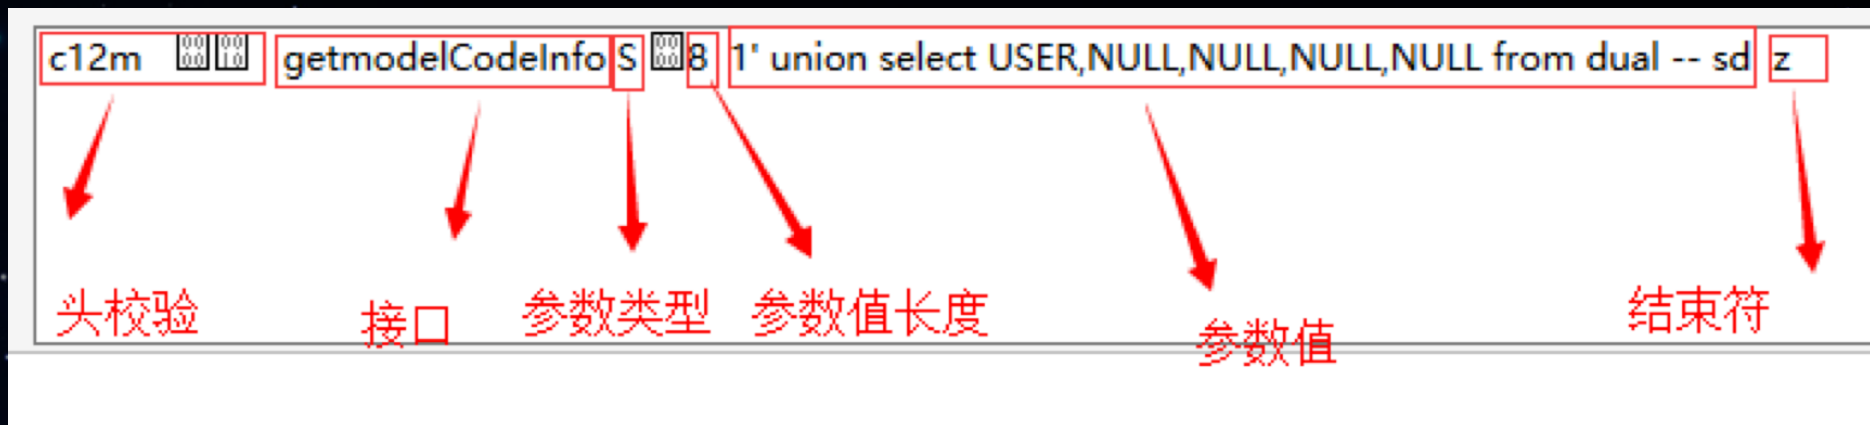 c12m getmodelCodeInfo S 8 1' union select USER,NULL,NULL,NULL,NULL from dual -- sd z
头校验 接口 参数类型 参数值长度 参数值 结束符